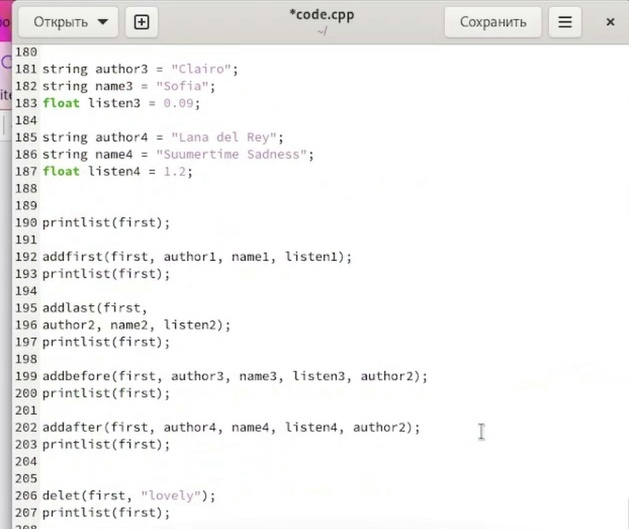 Открыть
*code.cpp
~/
Сохранить
180
181 string author3 = "Clairo";
182 string name3 = "Sofia";
183 float listen3 = 0.09;
184
185 string author4 = "Lana del Rey";
186 string name4 = "Suumertime Sadness";
187 float listen4 = 1.2;
188
189
190 printlist(first);
191
192 addfirst(first, author1, name1, listen1);
193 printlist(first);
194
195 addlast(first,
196 author2, name2, listen2);
197 printlist(first);
198
199 addbefore(first, author3, name3, listen3, author2);
200 printlist(first);
201
202 addafter(first, author4, name4, listen4, author2);
203 printlist(first);
204
205
206 delet(first, "lovely");
207 printlist(first);